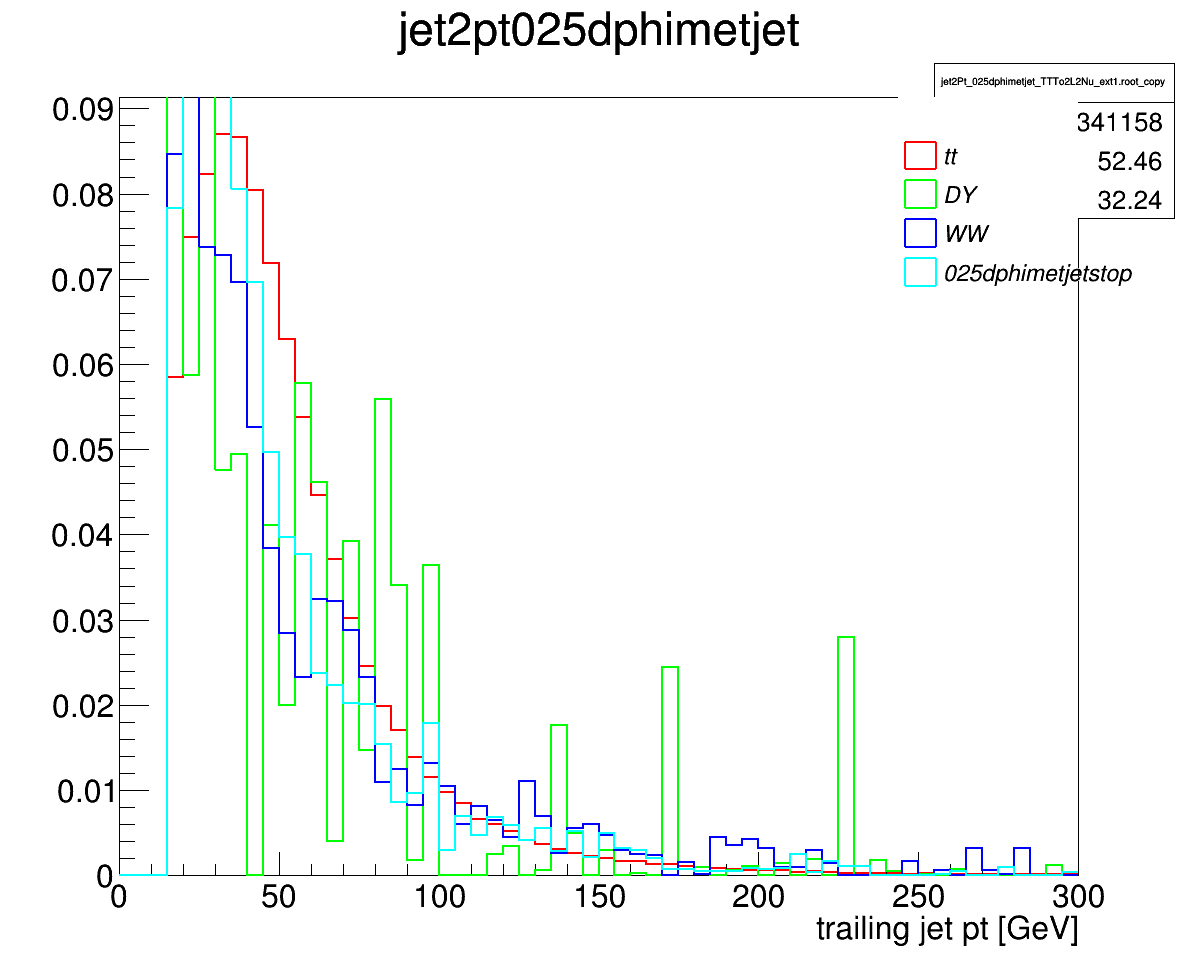 jet2pt025dphimetjet
jet2Pt_025dphimetjet_TTTo2L2Nu_ext1.root_copy
341158
52.46
32.24
tt
DY
WW
025dphimetjetstop
0.09
0.08
0.07
0.06
0.05
0.04
0.03
0.02
0.01
0
0 50 100 150 200 250 300
trailing jet pt [GeV]